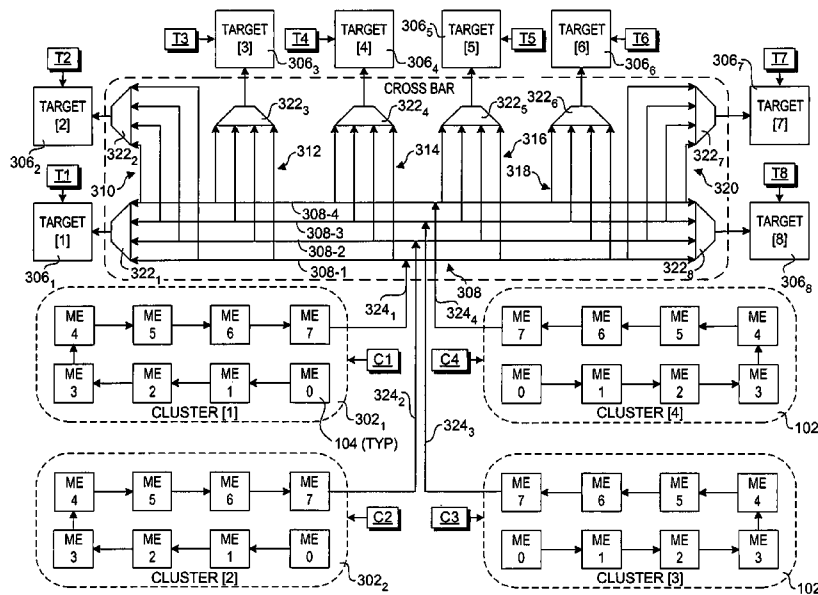 T3
TARGET
[3]
306₃
T4
TARGET
[4]
306₄
306₅
TARGET
[5]
T5
TARGET
[6]
T6
306₆
T2
TARGET
[2]
306₂
T7
306₇
TARGET
[7]
CROSS BAR
322₂
322₃
322₄
322₅
322₆
322₇
310
312
314
316
318
320
T1
TARGET
[1]
306₁
T8
TARGET
[8]
306₈
308-4
308-3
308-2
308-1
322₁
322₈
308
324₁
324₄
ME
4
ME
5
ME
6
ME
7
ME
3
ME
2
ME
1
ME
0
CLUSTER [1]
302₁
C1
104 (TYP)
C4
ME
7
ME
6
ME
5
ME
4
ME
0
ME
1
ME
2
ME
3
CLUSTER [4]
102
324₂
324₃
ME
4
ME
5
ME
6
ME
7
ME
3
ME
2
ME
1
ME
0
CLUSTER [2]
302₂
C2
C3
ME
7
ME
6
ME
5
ME
4
ME
0
ME
1
ME
2
ME
3
CLUSTER [3]
102